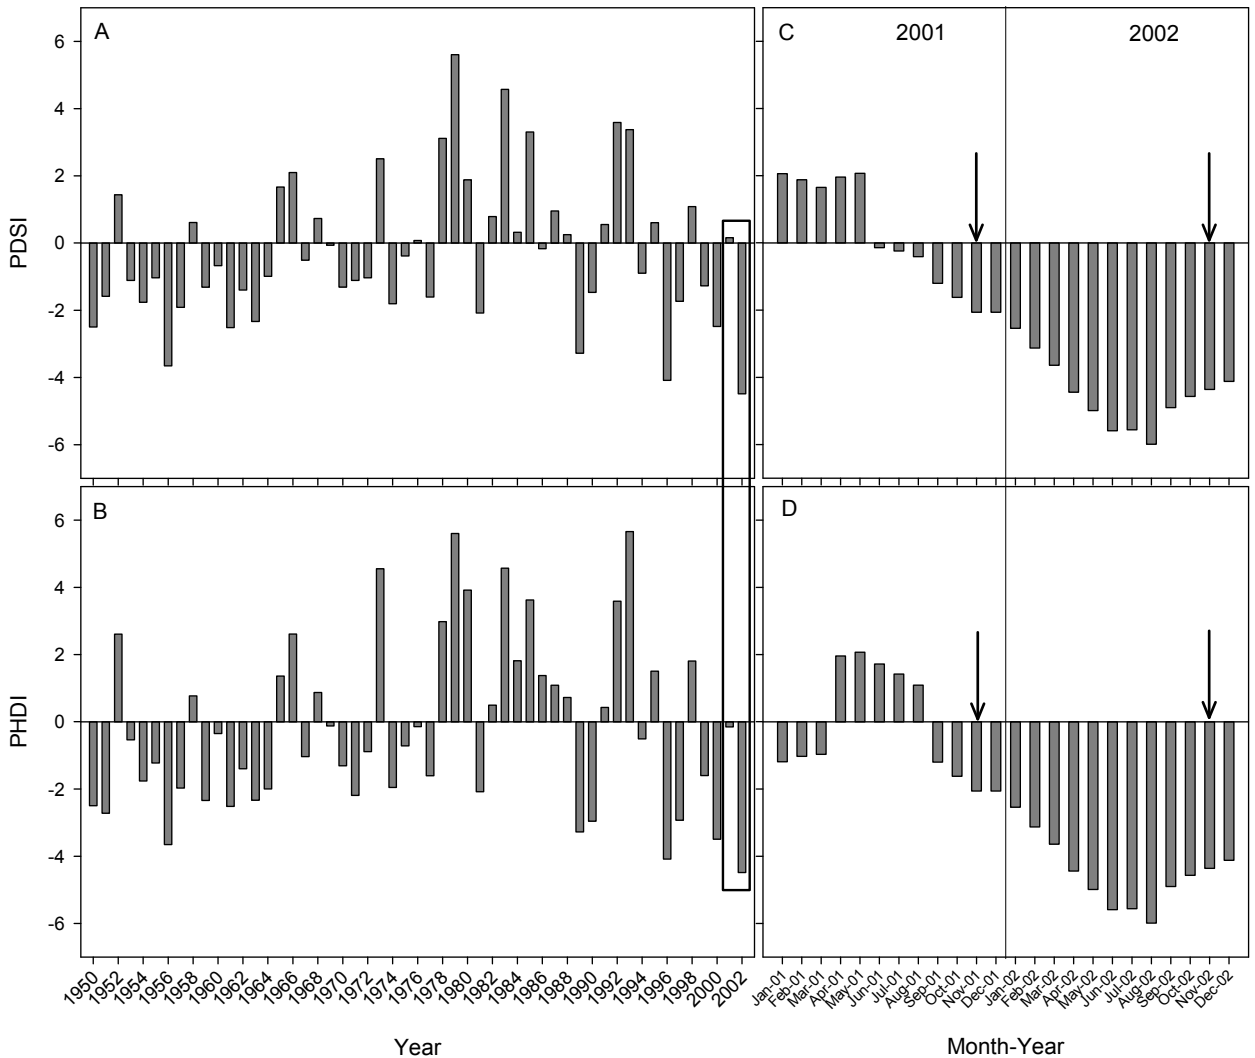 A
PDSI
6
4
2
0
-2
-4
-6
C
2001
2002
B
PHDI
6
4
2
0
-2
-4
-6
D
1950
1952
1954
1956
1958
1960
1962
1964
1966
1968
1970
1972
1974
1976
1978
1980
1982
1984
1986
1988
1990
1992
1994
1996
1998
2000
2002
Year
Jan-01
Feb-01
Mar-01
Apr-01
May-01
Jun-01
Jul-01
Aug-01
Sep-01
Oct-01
Nov-01
Dec-01
Jan-02
Feb-02
Mar-02
Apr-02
May-02
Jun-02
Jul-02
Aug-02
Sep-02
Oct-02
Nov-02
Dec-02
Month-Year